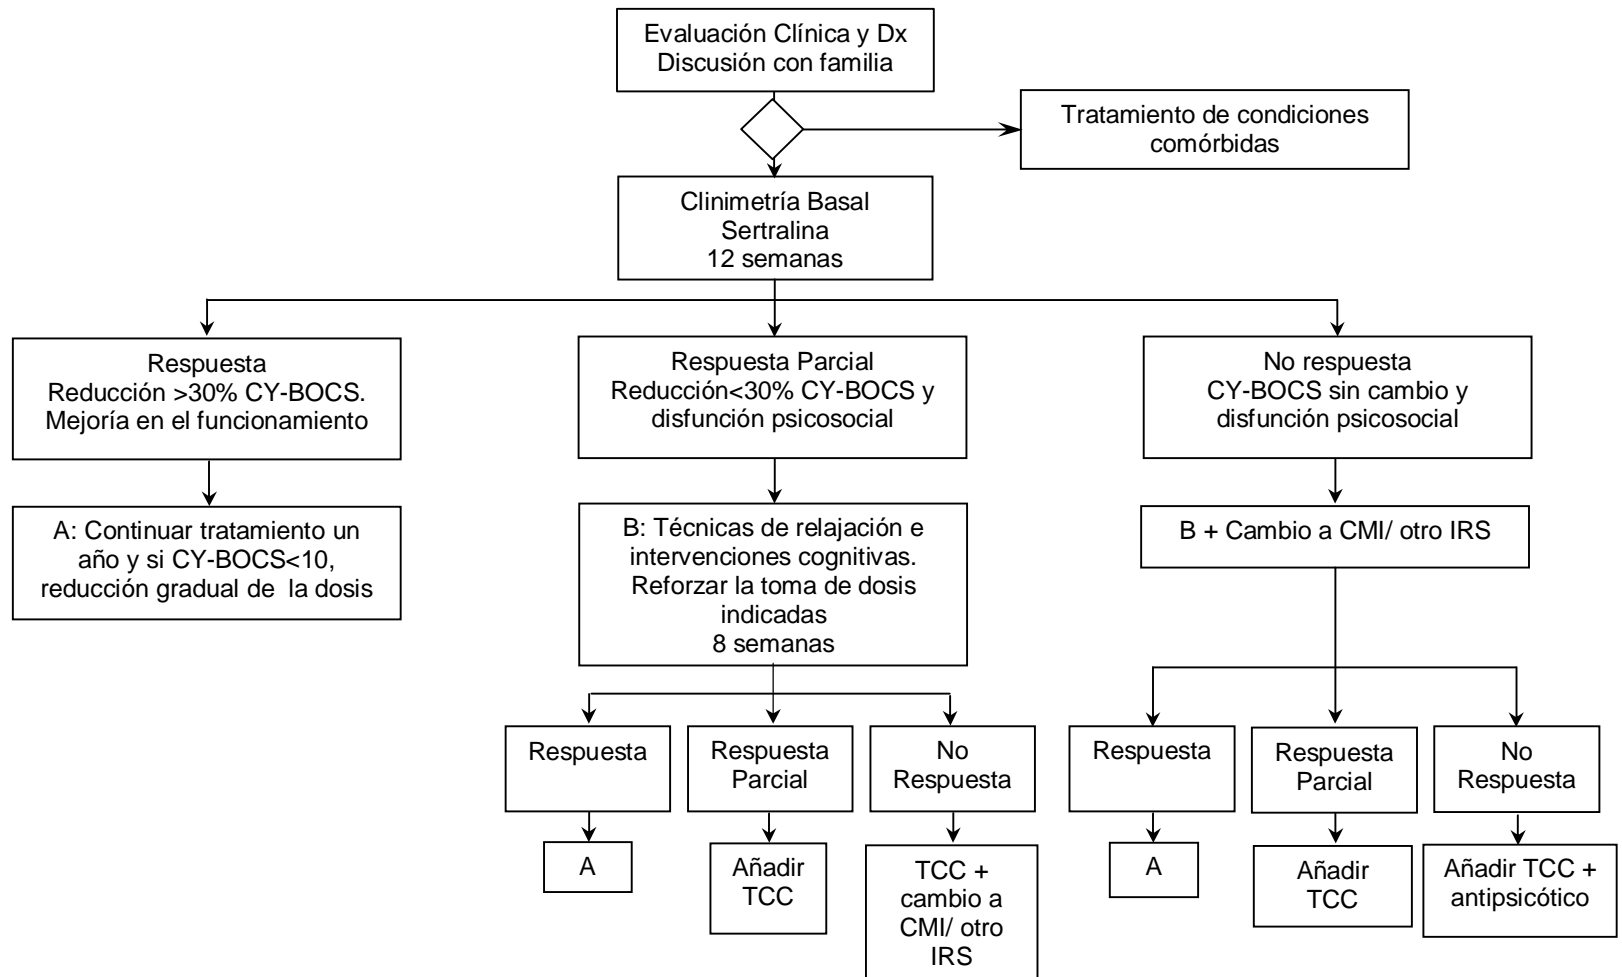 Evaluación Clínica y Dx
Discusión con familia
Tratamiento de condiciones
comórbidas
Clinimetría Basal
Sertralina
12 semanas
Respuesta
Reducción >30% CY-BOCS.
Mejoría en el funcionamiento
Respuesta Parcial
Reducción<30% CY-BOCS y
disfunción psicosocial
No respuesta
CY-BOCS sin cambio y
disfunción psicosocial
A: Continuar tratamiento un
año y si CY-BOCS<10,
reducción gradual de la dosis
B: Técnicas de relajación e
intervenciones cognitivas.
Reforzar la toma de dosis
indicadas
8 semanas
B + Cambio a CMI/ otro IRS
Respuesta
Respuesta
Parcial
No
Respuesta
Respuesta
Respuesta
Parcial
No
Respuesta
A
Añadir
TCC
TCC +
cambio a
CMI/ otro
IRS
A
Añadir
TCC
Añadir TCC +
antipsicótico